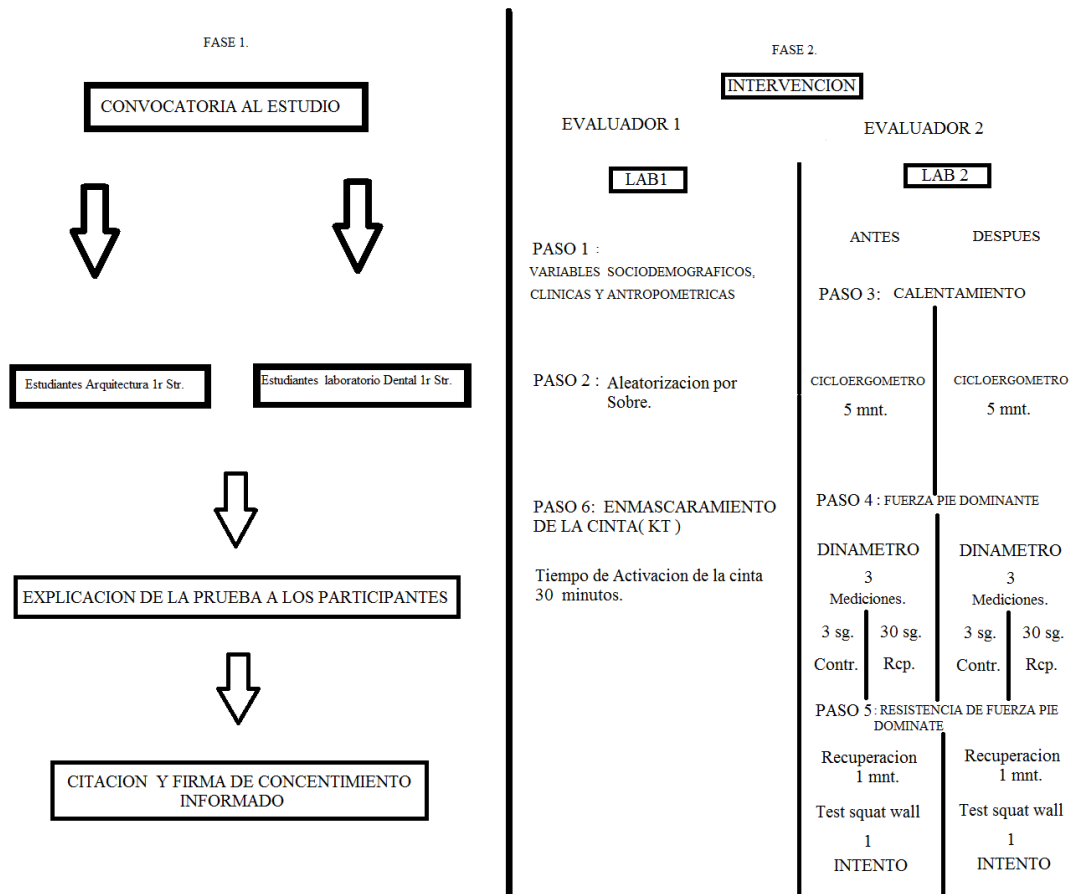 FASE 1.
CONVOCATORIA AL ESTUDIO
Estudiantes Arquitectura 1r Str.
Estudiantes laboratorio Dental 1r Str.
EXPLICACION DE LA PRUEBA A LOS PARTICIPANTES
CITACION Y FIRMA DE CONCENTIMIENTO
INFORMADO
FASE 2.
INTERVENCION
EVALUADOR 1
LAB1
PASO 1 :
VARIABLES SOCIODEMOGRAFICOS,
CLINICAS Y ANTROPOMETRICAS
PASO 2 : Aleatorizacion por
Sobre.
PASO 6: ENMASCARAMIENTO
DE LA CINTA( KT )
Tiempo de Activacion de la cinta
30 minutos.
EVALUADOR 2
LAB 2
ANTES DESPUES
PASO 3: CALENTAMIENTO
CICLOERGOMETRO CICLOERGOMETRO
5 mnt. 5 mnt.
PASO 4 : FUERZA PIE DOMINANTE
DINAMETRO DINAMETRO
3 3
Mediciones. Mediciones.
3 sg. 30 sg. 3 sg. 30 sg.
Contr. Rcp. Contr. Rcp.
PASO 5 : RESISTENCIA DE FUERZA PIE
DOMINATE
Recuperacion Recuperacion
1 mnt. 1 mnt.
Test squat wall Test squat wall
1 1
INTENTO INTENTO